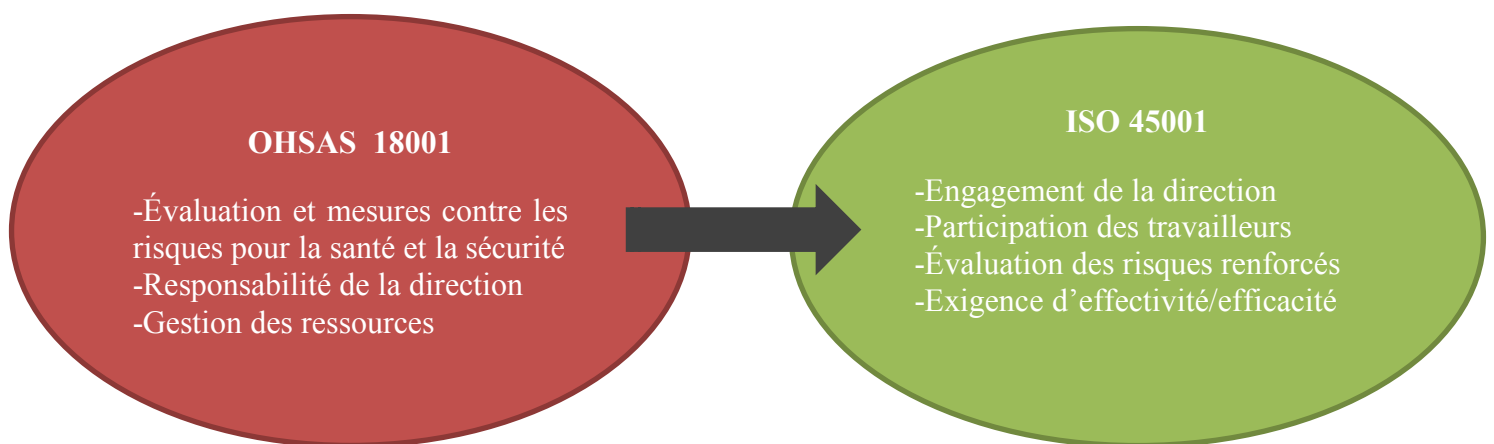 OHSAS 18001
-Évaluation et mesures contre les
risques pour la santé et la sécurité
-Responsabilité de la direction
-Gestion des ressources
ISO 45001
-Engagement de la direction
-Participation des travailleurs
-Évaluation des risques renforcés
-Exigence d’effectivité/efficacité